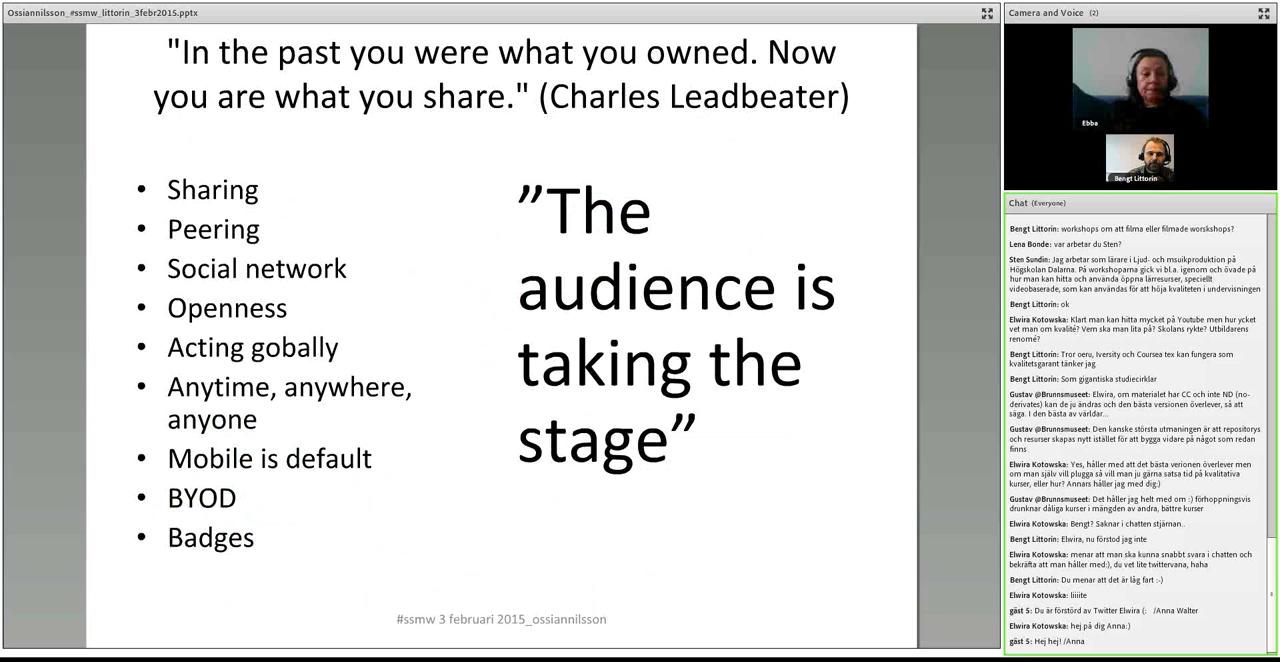 Ossiannilsson_#ssmw_littorin_3febr2015.pptx
"In the past you were what you owned. Now
you are what you share." (Charles Leadbeater)
• Sharing
• Peering
• Social network
• Openness
• Acting gobally
• Anytime, anywhere,
anyone
• Mobile is default
• BYOD
• Badges
”The
audience is
taking the
stage”
#ssmw 3 februari 2015_ossiannilsson
Camera and Voice (2)
Ebba
Bengt Littorin
Chat (Everyone)
Bengt Littorin: workshops om att filma eller filmade worskshops?
Lena Bonde: var arbetar du Sten?
Sten Sundin: Jag arbetar som lärare i Ljud- och msuikproduktion på
Högskolan Dalarna. På workshoparna gick vi bl.a. igenom och övade på
hur man kan hitta och använda öppna lärresurser, speciellt
videobaserade, som kan användas för att höja kvaliteten i undervisningen
Bengt Littorin: ok
Elwira Kotowska: Klart man kan hitta mycket på Youtube men hur ycket
vet man om kvalité? Vem ska man lita på? Skolans rykte? Utbildarens
renomé?
Bengt Littorin: Tror oeru, Iversity och Coursea tex kan fungera som
kvalitetsgarant tänker jag
Bengt Littorin: Som gigantiska studiecirklar
Gustav @Brunnsmuseet: Elwira, om materialet har CC och inte ND (no-
derivates) kan de ju ändras och den bästa versionen överlever, så att
säga. I den bästa av världar...
Gustav @Brunnsmuseet: Den kanske största utmaningen är att repsitorys
och resurser skapas nytt istället för att bygga vidare på något som redan
finns
Elwira Kotowska: Yes, håller med att det bästa verionen överlever men
om man själv vill plugga så vill man ju gärna satsa tid på kvalitativa
kurser, eller hur? Annars håller jag med dig:)
Gustav @Brunnsmuseet: Det håller jag helt med om :) förhoppningsvis
drunknar dåliga kurser i mängden av andra, bättre kurser
Elwira Kotowska: Bengt? Saknar i chatten stjärnan..
Bengt Littorin: Elwira, nu förstod jag inte
Elwira Kotowska: menar att man ska kunna snabbt svara i chatten och
bekräfta att man håller med:), du vet lite twittervana, haha
Bengt Littorin: Du menar att det är låg fart :-)
Elwira Kotowska: liiiite
gäst 5: Du är förstörd av Twitter Elwira (: /Anna Walter
Elwira Kotowska: hej på dig Anna:)
gäst 5: Hej hej! /Anna